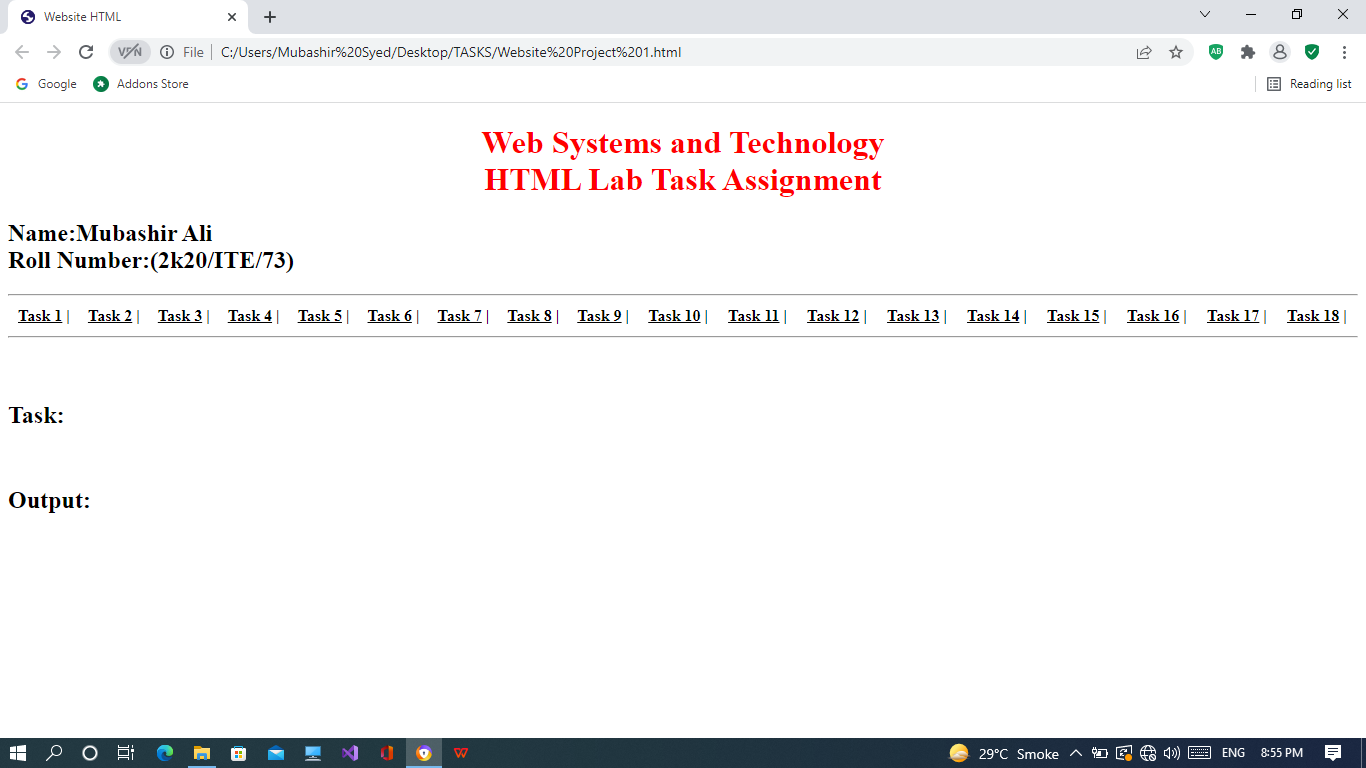 Website HTML
VPN File C:/Users/Mubashir%20Syed/Desktop/TASKS/Website%20Project%201.html AB
Google Addons Store Reading list
Web Systems and Technology
HTML Lab Task Assignment
Name:Mubashir Ali
Roll Number:(2k20/ITE/73)
Task 1 | Task 2 | Task 3 | Task 4 | Task 5 | Task 6 | Task 7 | Task 8 | Task 9 | Task 10 | Task 11 | Task 12 | Task 13 | Task 14 | Task 15 | Task 16 | Task 17 | Task 18 |
Task:
Output:
29°C Smoke ENG 8:55 PM